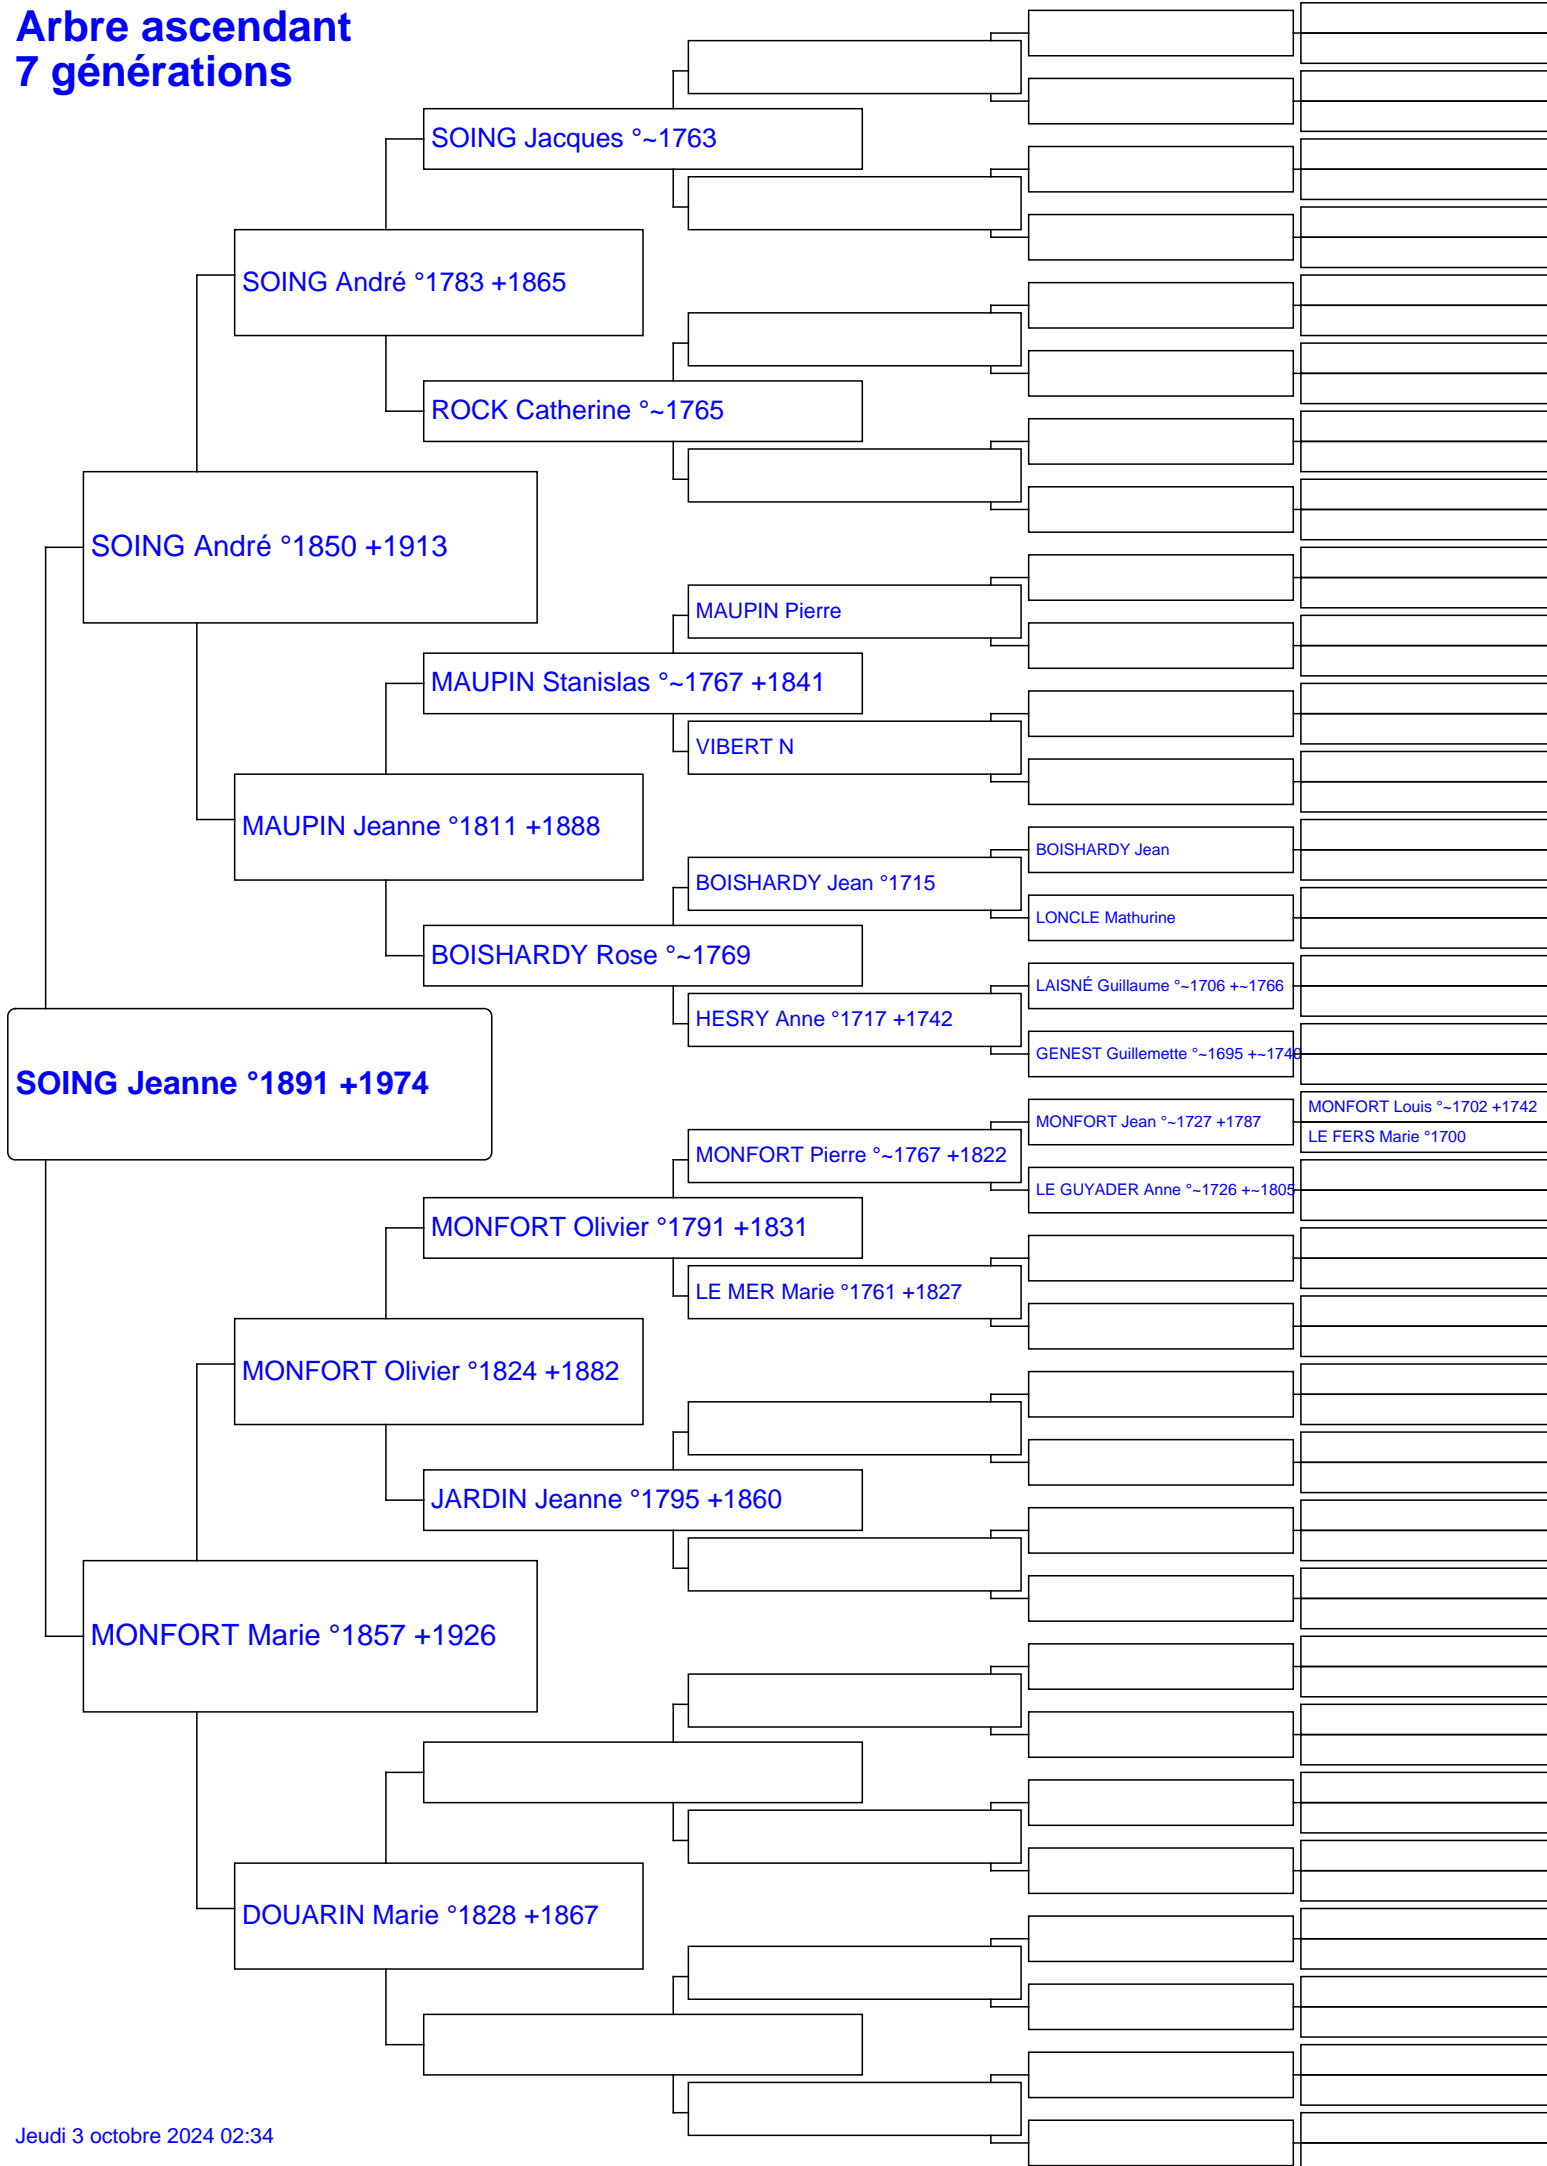 Arbre ascendant
7 générations
SOING Jacques °~1763
SOING André °1783 +1865
ROCK Catherine °~1765
SOING André °1850 +1913
MAUPIN Pierre
MAUPIN Stanislas °~1767 +1841
VIBERT N
MAUPIN Jeanne °1811 +1888
BOISHARDY Jean
BOISHARDY Jean °1715
LONCLE Mathurine
BOISHARDY Rose °~1769
LAISNÉ Guillaume °~1706 +~1766
HESRY Anne °1717 +1742
GENEST Guillemette °~1695 +~1740
SOING Jeanne °1891 +1974
MONFORT Louis °~1702 +1742
MONFORT Jean °~1727 +1787
LE FERS Marie °1700
MONFORT Pierre °~1767 +1822
LE GUYADER Anne °~1726 +~1805
MONFORT Olivier °1791 +1831
LE MER Marie °1761 +1827
MONFORT Olivier °1824 +1882
JARDIN Jeanne °1795 +1860
MONFORT Marie °1857 +1926
DOUARIN Marie °1828 +1867
Jeudi 3 octobre 2024 02:34